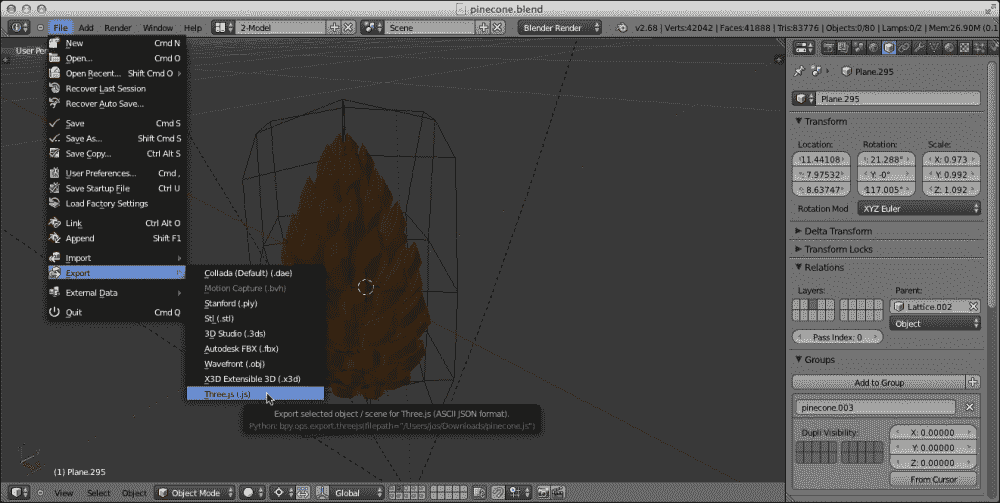 pinecone.blend
File Add Render Window Help 2-Model Scene Blender Render v2.68 | Verts:42042 | Faces:41888 | Tris:83776 | Objects:0/80 | Lamps:0/2 | Mem:26.90M (0.1
User Per
New Cmd N
Open... Cmd O
Open Recent... Shift Cmd O
Recover Last Session
Recover Auto Save...
Save Cmd S
Save As... Shift Cmd S
Save Copy... Ctrl Alt S
User Preferences... Cmd ,
Save Startup File Ctrl U
Load Factory Settings
Link Ctrl Alt O
Append Shift F1
Import
Export
External Data
Quit Cmd Q
Collada (Default) (.dae)
Motion Capture (.bvh)
Stanford (.ply)
Stl (.stl)
3D Studio (.3ds)
Autodesk FBX (.fbx)
Wavefront (.obj)
X3D Extensible 3D (.x3d)
Three.js (.js)
Export selected object / scene for Three.js (ASCII JSON format).
Python: bpy.ops.export.threejs(filepath="/Users/jos/Downloads/pinecone.js")
(1) Plane.295
View Select Object Object Mode Global
Plane.295
Plane.295
Transform
Location: Rotation: Scale:
11.44108 21.288° X: 0.973
7.97532 Y: -0° Y: 0.992
8.63747 117.005° Z: 1.092
Rotation Mod XYZ Euler
Delta Transform
Transform Locks
Relations
Layers: Parent:
Lattice.002
Object
Pass Index: 0
Groups
Add to Group
pinecone.003
Dupli Visibility:
X: 0.00000
Y: 0.00000
Z: 0.00000
From Cursor